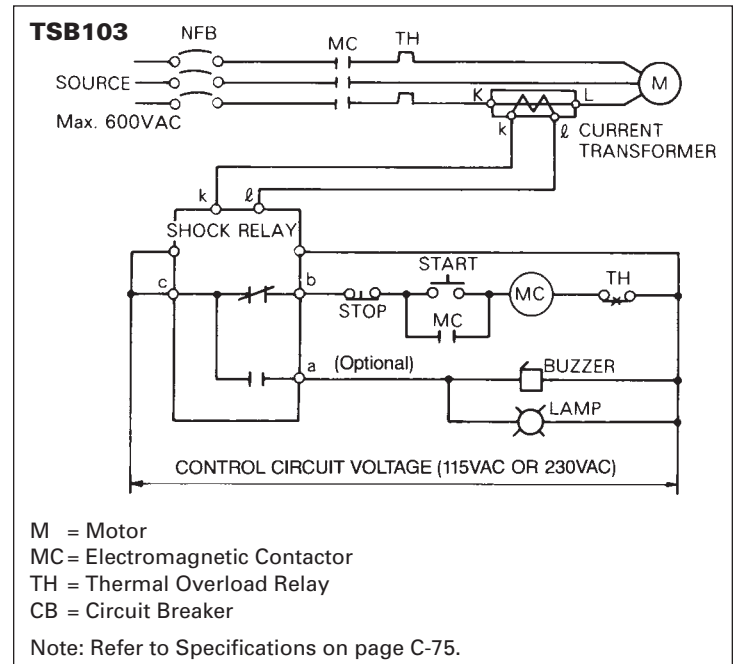 TSB103
NFB
MC
TH
SOURCE
M
Max. 600VAC
K
L
k
ℓ
CURRENT
TRANSFORMER
k
ℓ
SHOCK RELAY
START
c
b
MC
TH
STOP
MC
a
(Optional)
BUZZER
LAMP
CONTROL CIRCUIT VOLTAGE (115VAC OR 230VAC)
M = Motor
MC = Electromagnetic Contactor
TH = Thermal Overload Relay
CB = Circuit Breaker
Note: Refer to Specifications on page C-75.